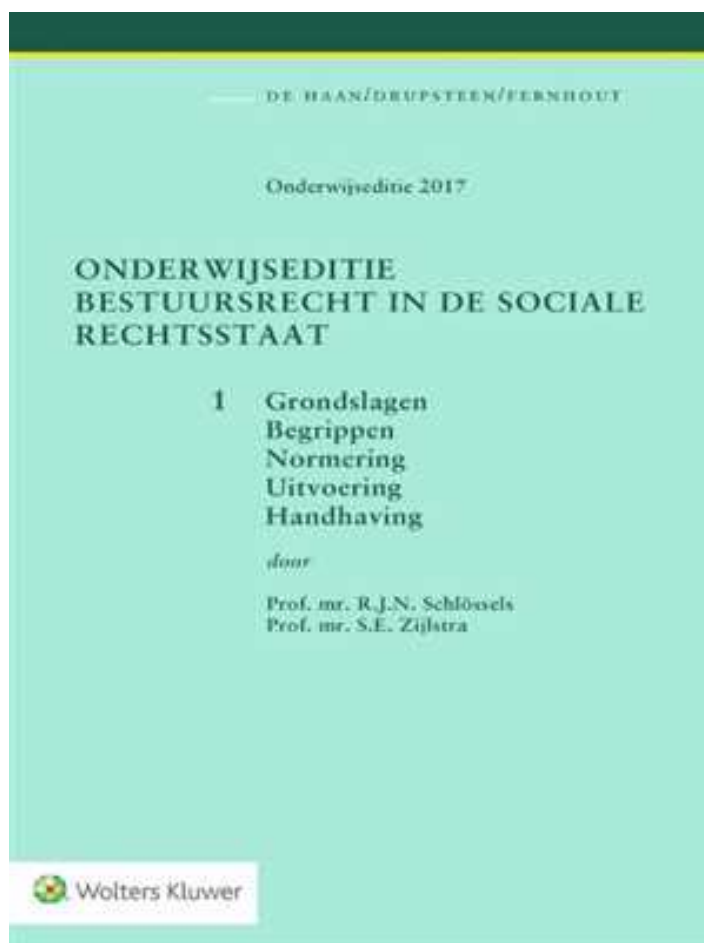 DE HAAN/DRUPSTEEN/FERNHOUT
Onderwijseditie 2017
ONDERWIJSEDITIE
BESTUURSRECHT IN DE SOCIALE
RECHTSSTAAT
1 Grondslagen
Begrippen
Normering
Uitvoering
Handhaving
door
Prof. mr. R.J.N. Schlössels
Prof. mr. S.E. Zijlstra
Wolters Kluwer